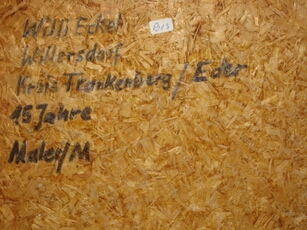 Willi Eckel
Willersdorf
Kreis Frankenberg/Eder
15 Jahre
Maler/M